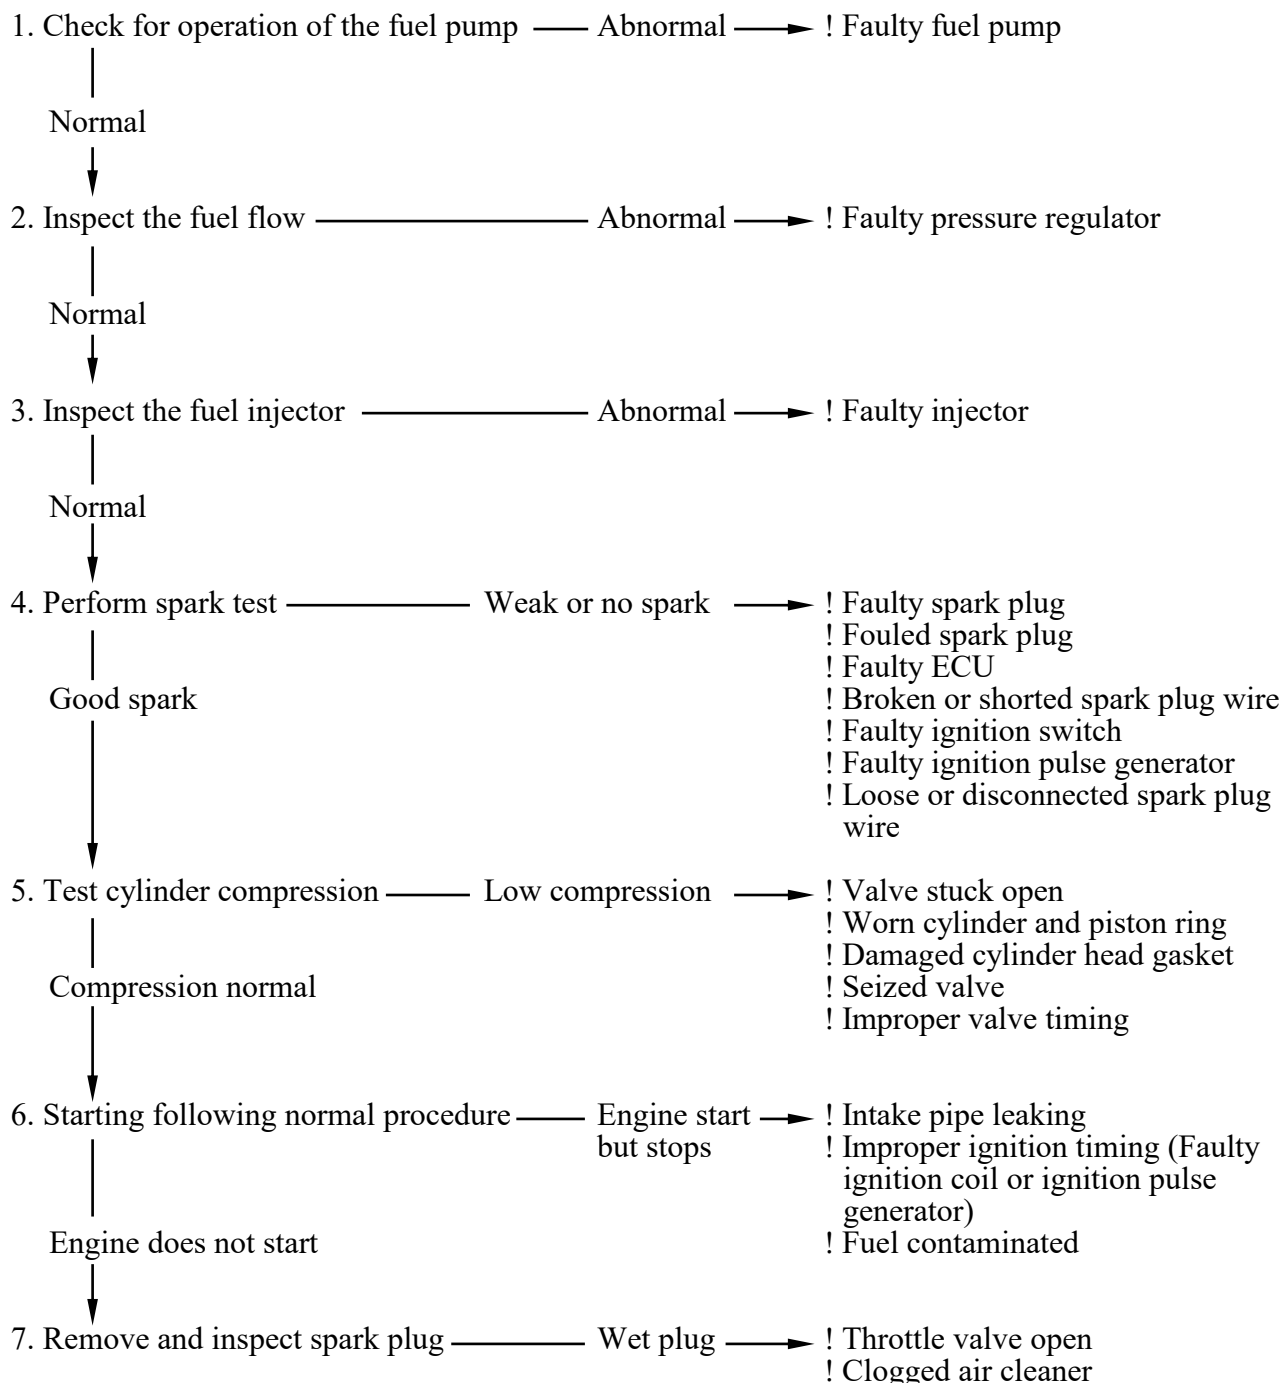 1. Check for operation of the fuel pump Abnormal ! Faulty fuel pump
Normal
2. Inspect the fuel flow Abnormal ! Faulty pressure regulator
Normal
3. Inspect the fuel injector Abnormal ! Faulty injector
Normal
4. Perform spark test Weak or no spark ! Faulty spark plug
! Fouled spark plug
! Faulty ECU
Good spark ! Broken or shorted spark plug wire
! Faulty ignition switch
! Faulty ignition pulse generator
! Loose or disconnected spark plug
wire
5. Test cylinder compression Low compression ! Valve stuck open
! Worn cylinder and piston ring
! Damaged cylinder head gasket
Compression normal ! Seized valve
! Improper valve timing
6. Starting following normal procedure Engine start ! Intake pipe leaking
but stops ! Improper ignition timing (Faulty
ignition coil or ignition pulse
generator)
Engine does not start ! Fuel contaminated
7. Remove and inspect spark plug Wet plug ! Throttle valve open
! Clogged air cleaner